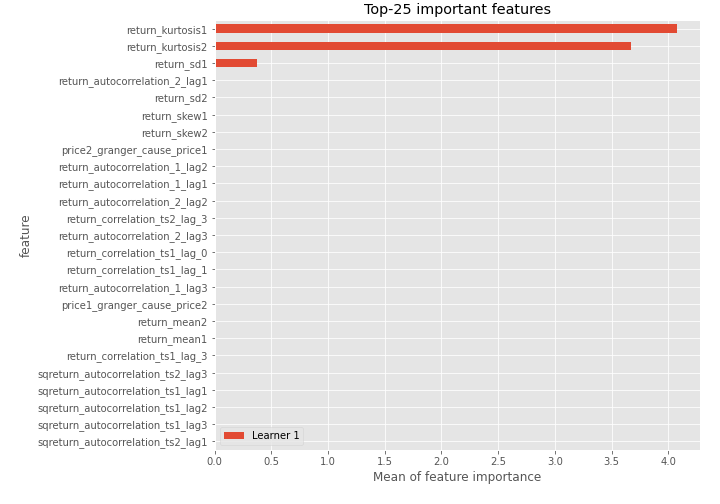 Top-25 important features
return_kurtosis1
return_kurtosis2
return_sd1
return_autocorrelation_2_lag1
return_sd2
return_skew1
return_skew2
price2_granger_cause_price1
return_autocorrelation_1_lag2
return_autocorrelation_1_lag1
return_autocorrelation_2_lag2
return_correlation_ts2_lag_3
return_autocorrelation_2_lag3
return_correlation_ts1_lag_0
return_correlation_ts1_lag_1
return_autocorrelation_1_lag3
price1_granger_cause_price2
return_mean2
return_mean1
return_correlation_ts1_lag_3
sqreturn_autocorrelation_ts2_lag3
sqreturn_autocorrelation_ts1_lag1
sqreturn_autocorrelation_ts1_lag2
sqreturn_autocorrelation_ts1_lag3
sqreturn_autocorrelation_ts2_lag1
feature
Learner 1
0.0 0.5 1.0 1.5 2.0 2.5 3.0 3.5 4.0
Mean of feature importance